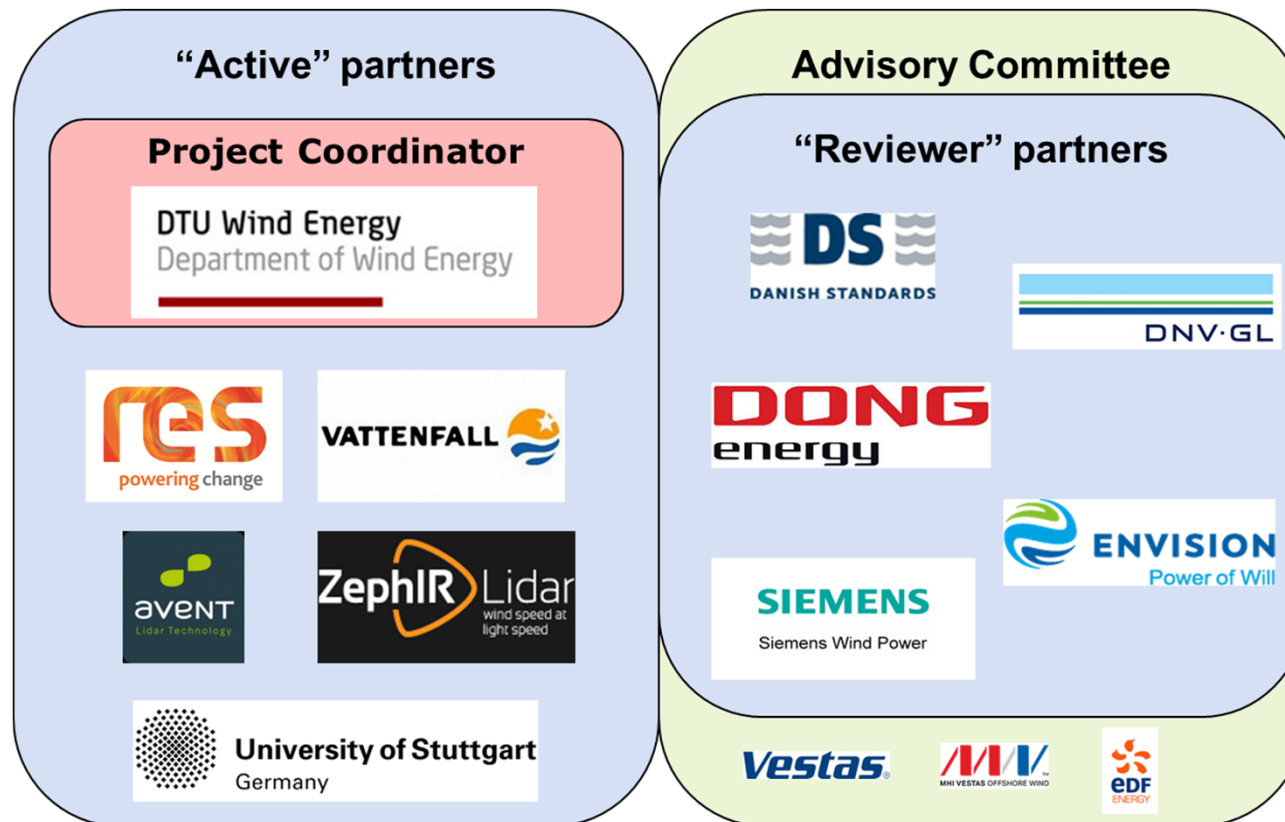 “Active” partners
Project Coordinator
DTU Wind Energy
Department of Wind Energy
res
powering change
VATTENFALL
avent
Lidar Technology
ZephIR Lidar
wind speed at
light speed
University of Stuttgart
Germany
Advisory Committee
“Reviewer” partners
DS
DANISH STANDARDS
DNV·GL
DONG
energy
ENVISION
Power of Will
SIEMENS
Siemens Wind Power
Vestas®
MHI VESTAS OFFSHORE WIND™
eDF
ENERGY